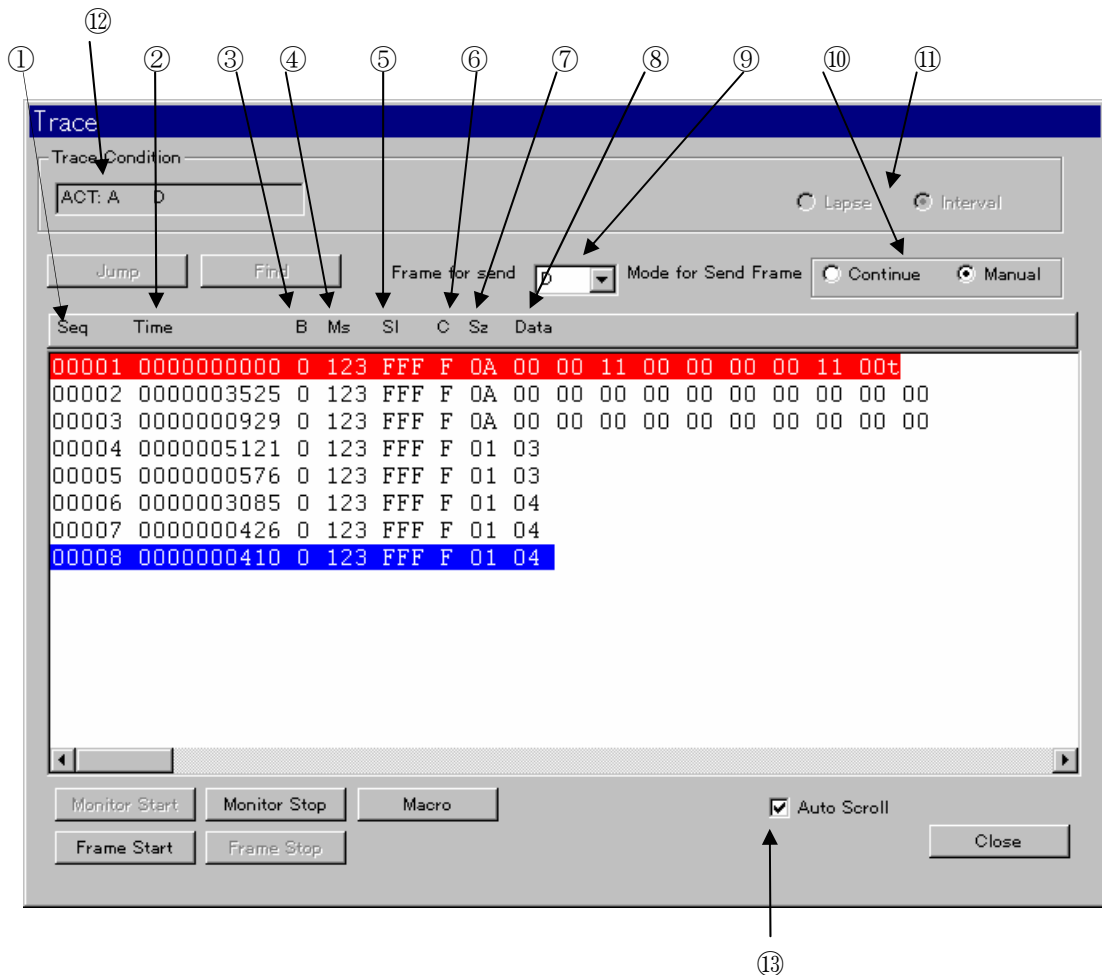 ⑫
① ② ③ ④ ⑤ ⑥ ⑦ ⑧ ⑨ ⑩ ⑪
Trace
Trace Condition
ACT: A D
Lapse Interval
Jump Find Frame for send D Mode for Send Frame Continue Manual
Seq Time B Ms Sl C Sz Data
00001 0000000000 0 123 FFF F 0A 00 00 11 00 00 00 00 11 00t
00002 0000003525 0 123 FFF F 0A 00 00 00 00 00 00 00 00 00 00
00003 0000000929 0 123 FFF F 0A 00 00 00 00 00 00 00 00 00 00
00004 0000005121 0 123 FFF F 01 03
00005 0000000576 0 123 FFF F 01 03
00006 0000003085 0 123 FFF F 01 04
00007 0000000426 0 123 FFF F 01 04
00008 0000000410 0 123 FFF F 01 04
Monitor Start Monitor Stop Macro Auto Scroll
Frame Start Frame Stop Close
⑬